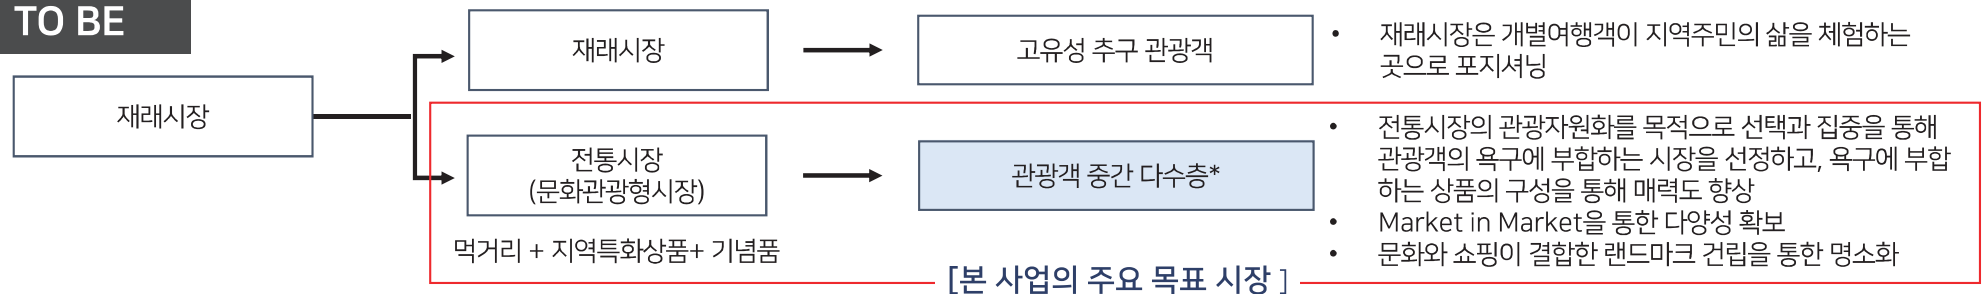 TO BE
재래시장
재래시장
고유성 추구 관광객
• 재래시장은 개별여행객이 지역주민의 삶을 체험하는
곳으로 포지셔닝
전통시장
(문화관광형시장)
먹거리 + 지역특화상품+ 기념품
관광객 중간 다수층*
• 전통시장의 관광자원화를 목적으로 선택과 집중을 통해
관광객의 욕구에 부합하는 시장을 선정하고, 욕구에 부합
하는 상품의 구성을 통해 매력도 향상
• Market in Market을 통한 다양성 확보
• 문화와 쇼핑이 결합한 랜드마크 건립을 통한 명소화
[본 사업의 주요 목표 시장 ]